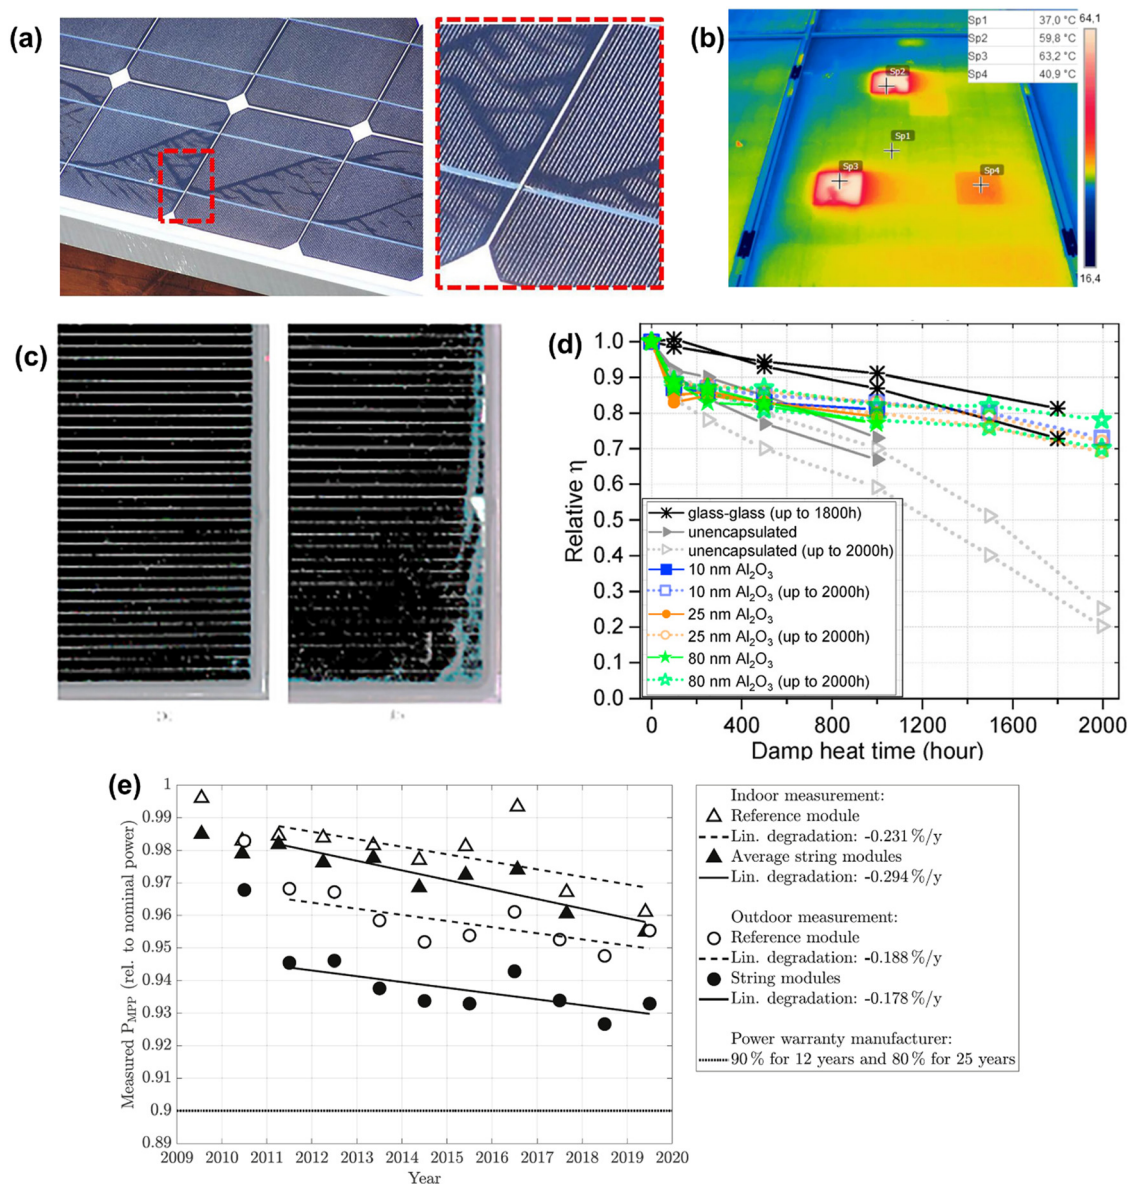 (a)
(b)
Sp1 37,0 °C
Sp2 59,8 °C
Sp3 63,2 °C
Sp4 40,9 °C
64,1
16,4
Sp2
Sp1
Sp3
Sp4
(c)
(d)
Relative η
1.0
0.9
0.8
0.7
0.6
0.5
0.4
0.3
0.2
0.1
0.0
glass-glass (up to 1800h)
unencapsulated
unencapsulated (up to 2000h)
10 nm Al₂O₃
10 nm Al₂O₃ (up to 2000h)
25 nm Al₂O₃
25 nm Al₂O₃ (up to 2000h)
80 nm Al₂O₃
80 nm Al₂O₃ (up to 2000h)
0 400 800 1200 1600 2000
Damp heat time (hour)
(e)
Measured P_MPP (rel. to nominal power)
1
0.99
0.98
0.97
0.96
0.95
0.94
0.93
0.92
0.91
0.9
0.89
2009 2010 2011 2012 2013 2014 2015 2016 2017 2018 2019 2020
Year
Indoor measurement:
Reference module
Lin. degradation: -0.231 %/y
Average string modules
Lin. degradation: -0.294 %/y
Outdoor measurement:
Reference module
Lin. degradation: -0.188 %/y
String modules
Lin. degradation: -0.178 %/y
Power warranty manufacturer:
90 % for 12 years and 80 % for 25 years